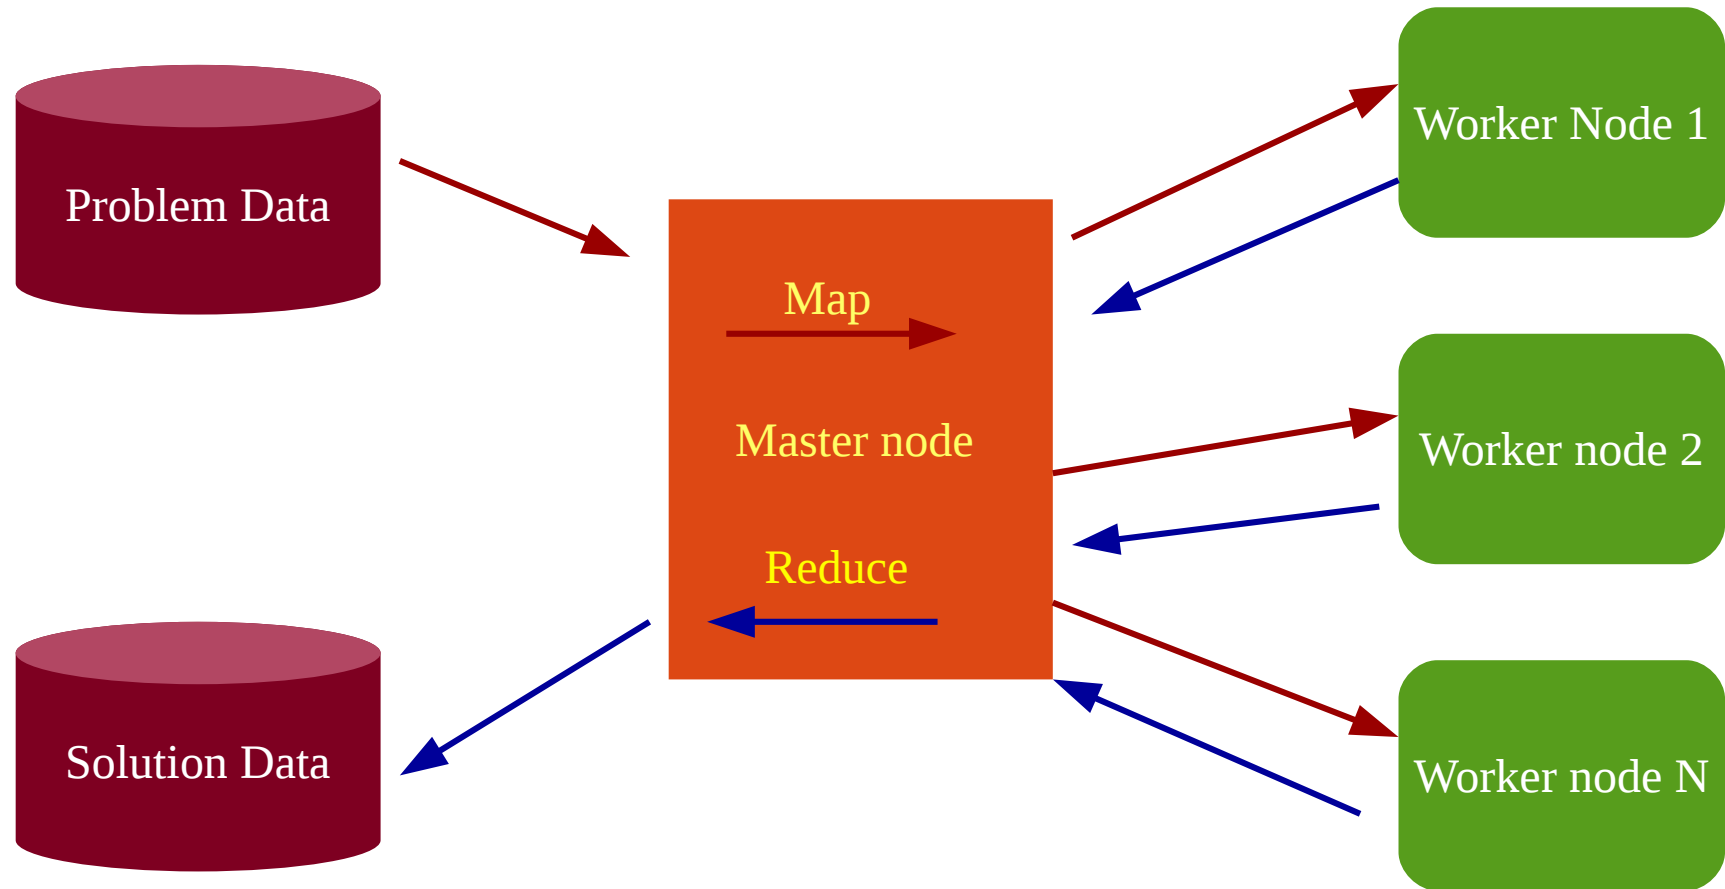 Problem Data
Solution Data
Map
Master node
Reduce
Worker Node 1
Worker node 2
Worker node N